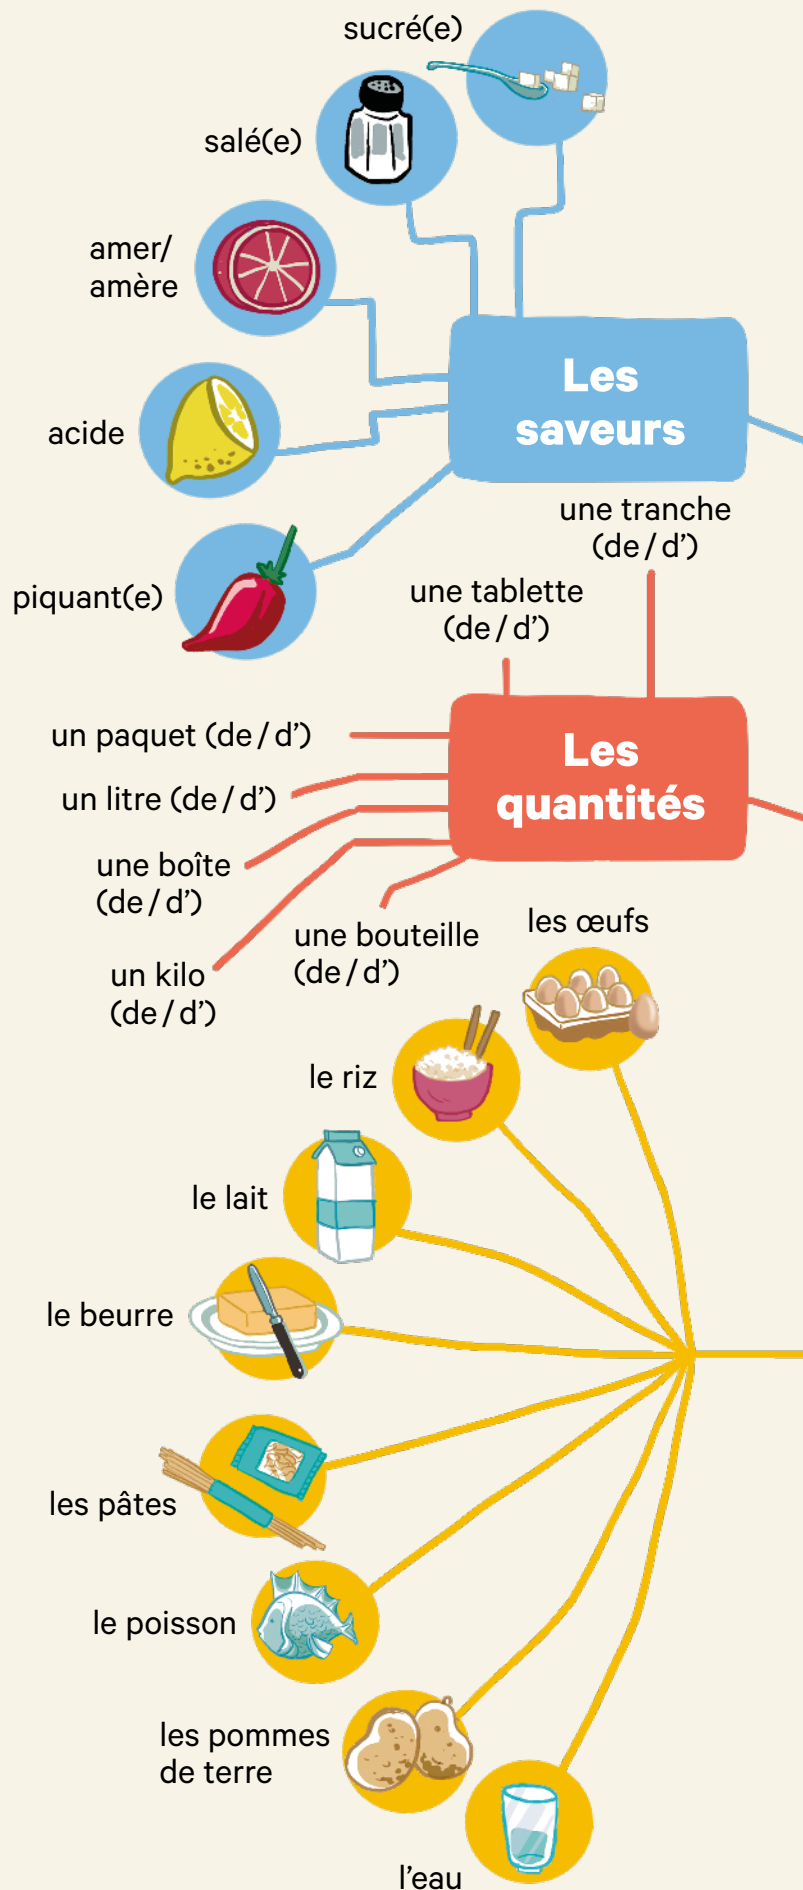 sucré(e)
salé(e)
amer/
amère
acide
piquant(e)
Les
saveurs
une tranche
(de / d’)
une tablette
(de / d’)
un paquet (de / d’)
un litre (de / d’)
une boîte
(de / d’)
un kilo
(de / d’)
une bouteille
(de / d’)
Les
quantités
les œufs
le riz
le lait
le beurre
les pâtes
le poisson
les pommes
de terre
l’eau